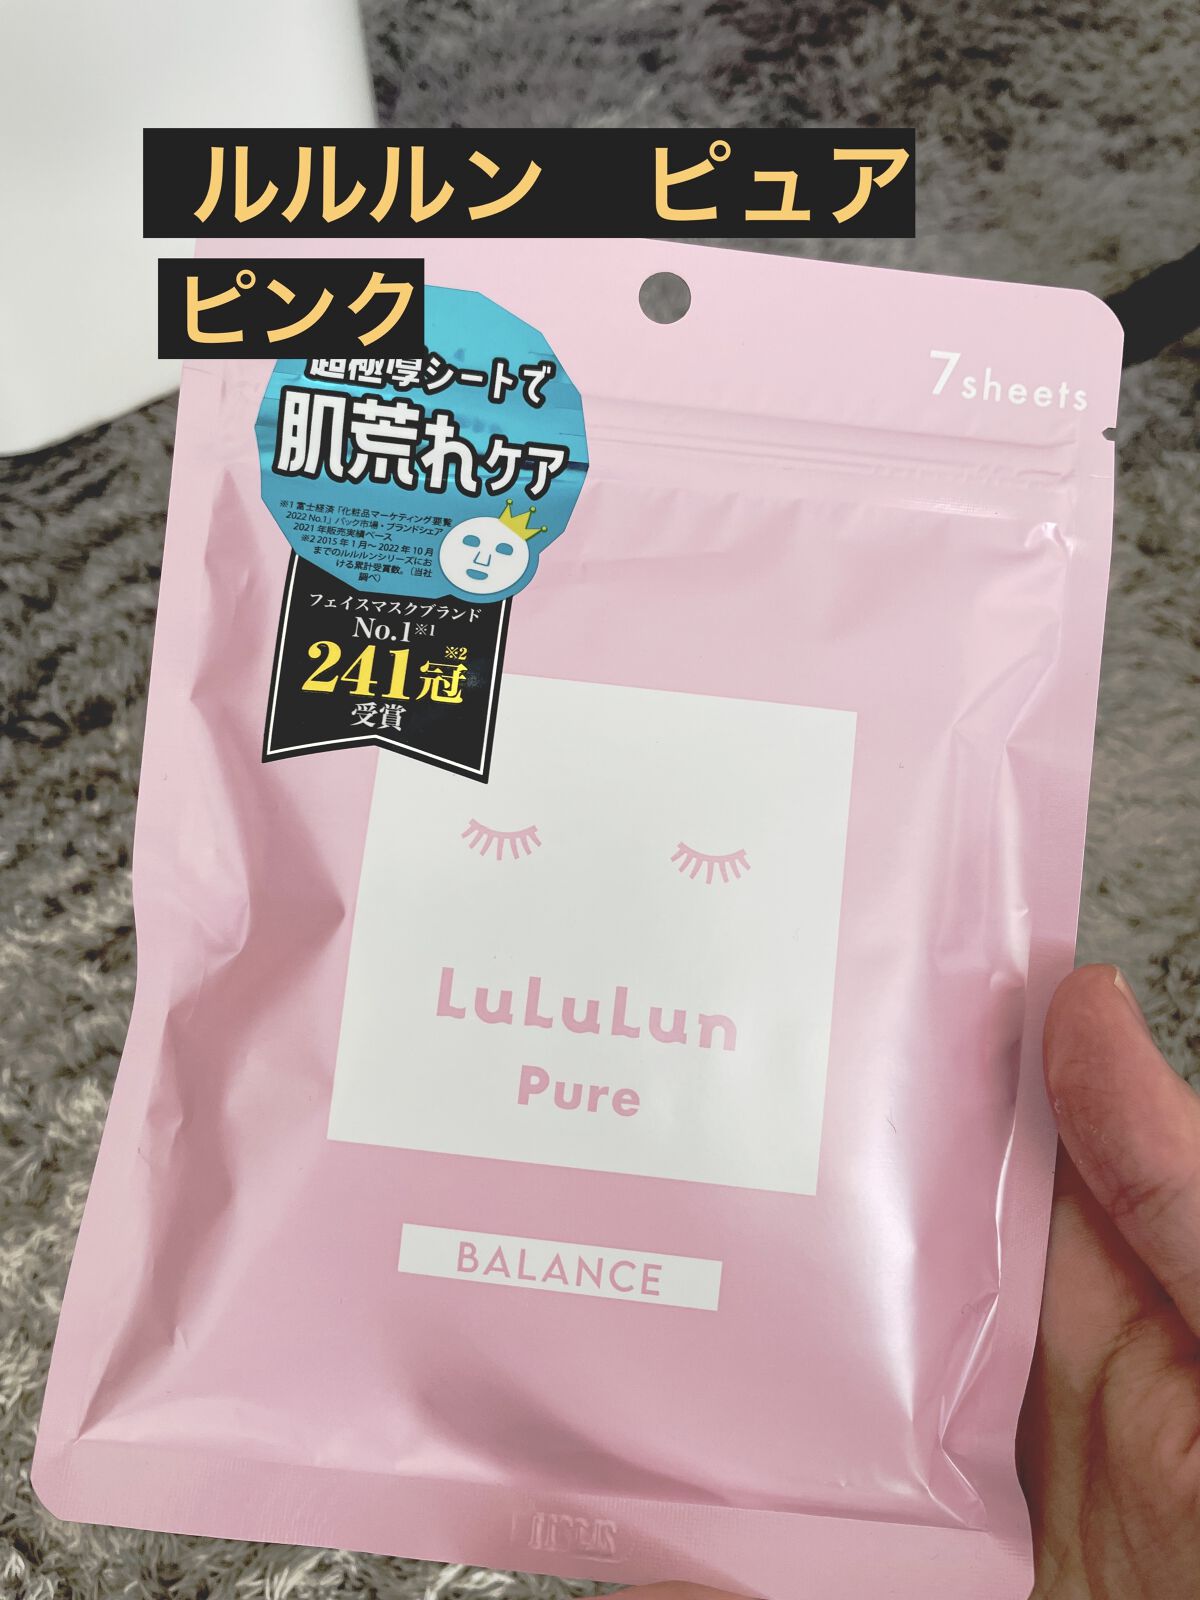 ルルルン　ピュア
ピンク
7sheets
超極厚シートで
肌荒れケア
※1 富士経済「化粧品マーケティング要覧
2022 No.1」パック市場・ブランドシェア
2021年販売実績ベース
※2 2015年1月〜2022年10月
までのルルルンシリーズにお
ける累計受賞数。(当社
調べ)
フェイスマスクブランド
No.1※1
241冠※2
受賞
LuLuLun
Pure
BALANCE